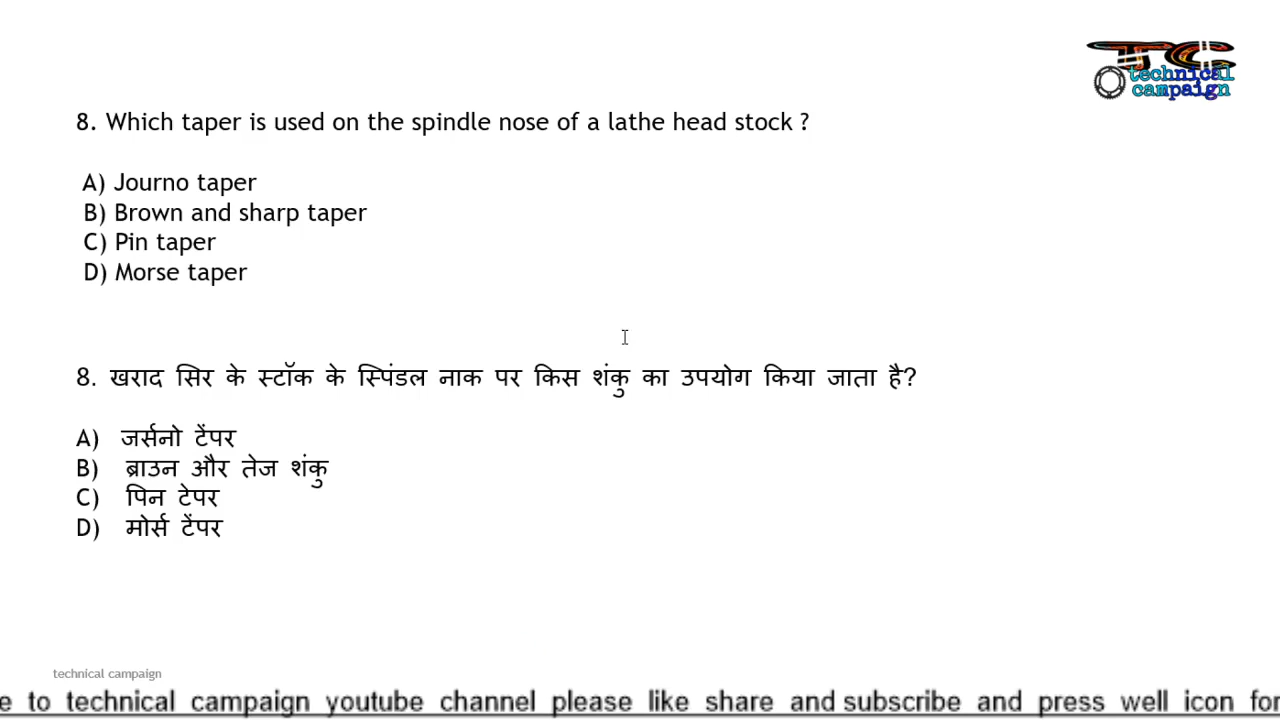 TC
technical
campaign
8. Which taper is used on the spindle nose of a lathe head stock ?
A) Journo taper
B) Brown and sharp taper
C) Pin taper
D) Morse taper
8. खराद सिर के स्टॉक के स्पिंडल नाक पर किस शंकु का उपयोग किया जाता है?
A) जर्सनो टेंपर
B) ब्राउन और तेज शंकु
C) पिन टेपर
D) मोर्स टेंपर
technical campaign
e to technical campaign youtube channel please like share and subscribe and press well icon for